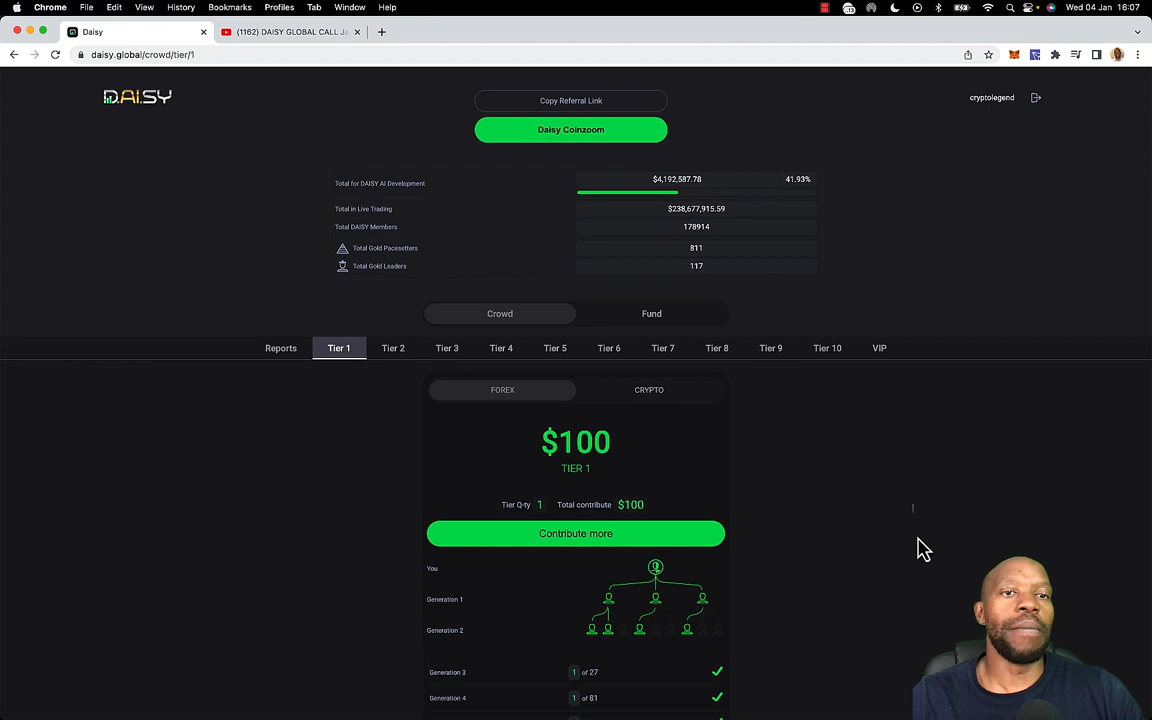 Chrome File Edit View History Bookmarks Profiles Tab Window Help
Wed 04 Jan 16:07
Daisy
(1162) DAISY GLOBAL CALL Ja
daisy.global/crowd/tier/1
DAISY
Copy Referral Link
cryptolegend
Daisy Coinzoom
Total for DAISY AI Development $4,192,587.78 41.93%
Total in Live Trading $238,677,915.59
Total DAISY Members 178914
Total Gold Pacesetters 811
Total Gold Leaders 117
Crowd Fund
Reports Tier 1 Tier 2 Tier 3 Tier 4 Tier 5 Tier 6 Tier 7 Tier 8 Tier 9 Tier 10 VIP
FOREX CRYPTO
$100
TIER 1
Tier Q-ty 1 Total contribute $100
Contribute more
You
Generation 1
Generation 2
Generation 3 1 of 27
Generation 4 1 of 81